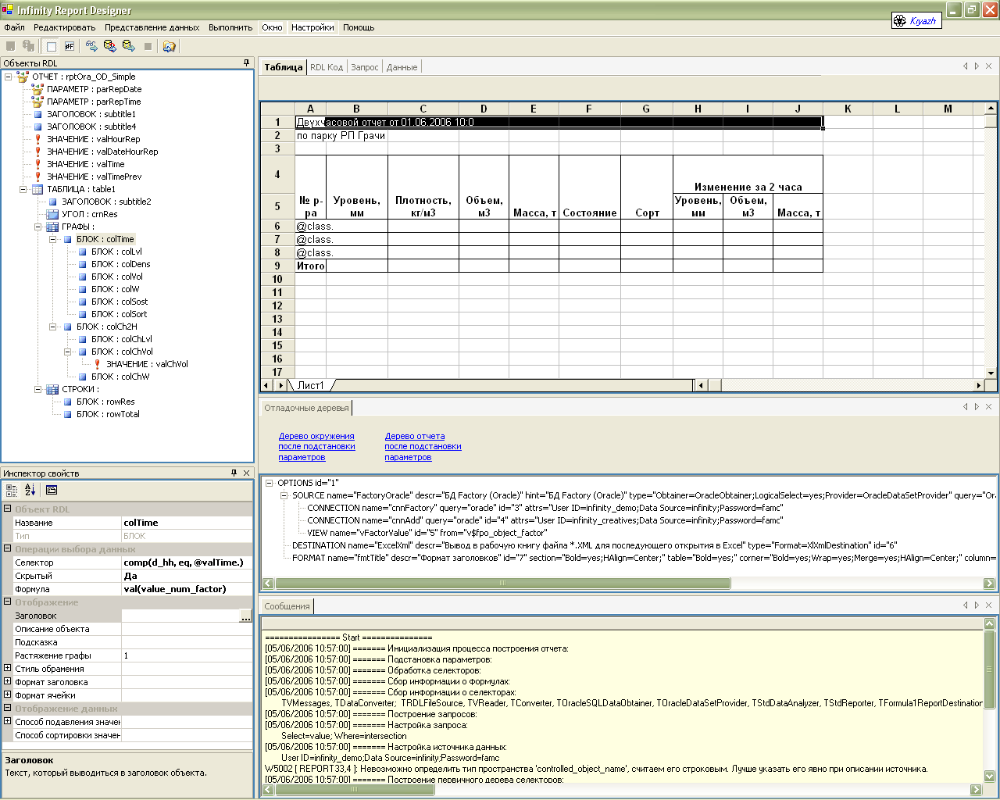 Infinity Report Designer
Kiyazh
Файл Редактировать Представление данных Выполнить Окно Настройки Помощь
#F
Объекты RDL
ОТЧЕТ : rptOra_OD_Simple
ПАРАМЕТР : parRepDate
ПАРАМЕТР : parRepTime
ЗАГОЛОВОК : subtitle1
ЗАГОЛОВОК : subtitle4
ЗНАЧЕНИЕ : valHourRep
ЗНАЧЕНИЕ : valDateHourRep
ЗНАЧЕНИЕ : valTime
ЗНАЧЕНИЕ : valTimePrev
ТАБЛИЦА : table1
ЗАГОЛОВОК : subtitle2
УГОЛ : crnRes
ГРАФЫ :
БЛОК : colTime
БЛОК : colLvl
БЛОК : colDens
БЛОК : colVol
БЛОК : colW
БЛОК : colSost
БЛОК : colSort
БЛОК : colCh2H
БЛОК : colChLvl
БЛОК : colChVol
ЗНАЧЕНИЕ : valChVol
БЛОК : colChW
СТРОКИ :
БЛОК : rowRes
БЛОК : rowTotal
Инспектор свойств
Объект RDL
Название colTime
Тип БЛОК
Операции выбора данных
Селектор comp(d_hh, eq, @valTime.)
Скрытый Да
Формула val(value_num_factor)
Отображение
Заголовок ...
Описание объекта
Подсказка
Растяжение графы 1
Стиль обрамения
Формат заголовка
Формат ячейки
Отображение данных
Способ подавления значен
Способ сортировки значен
Заголовок
Текст, который выводиться в заголовок объекта.
Таблица RDL Код Запрос Данные
A B C D E F G H I J K L M
1 Двухчасовой отчет от 01.06.2006 10:0
2 по парку РП Грачи
3
4 Изменение за 2 часа
5 № р-ра Уровень, мм Плотность, кг/м3 Объем, м3 Масса, т Состояние Сорт Уровень, мм Объем, м3 Масса, т
6 @class.
7 @class.
8 @class.
9 Итого
10
11
12
13
14
15
16
17
Лист1
Отладочные деревья
Дерево окружения Дерево отчета
после подстановки после подстановки
параметров параметров
OPTIONS id="1"
SOURCE name="FactoryOracle" descr="БД Factory (Oracle)" hint="БД Factory (Oracle)" type="Obtainer=OracleObtainer;LogicalSelect=yes;Provider=OracleDataSetProvider" query="Or
CONNECTION name="cnnFactory" query="oracle" id="3" attrs="User ID=infinity_demo;Data Source=infinity;Password=famc"
CONNECTION name="cnnAdd" query="oracle" id="4" attrs="User ID=infinity_creatives;Data Source=infinity;Password=famc"
VIEW name="vFactorValue" id="5" from="v$fpo_object_factor"
DESTINATION name="ExcelXml" descr="Вывод в рабочую книгу файла *.XML для последующего открытия в Excel" type="Format=XlXmlDestination" id="6"
FORMAT name="fmtTitle" descr="Формат заголовков" id="7" section="Bold=yes;HAlign=Center;" table="Bold=yes;" corner="Bold=yes;Wrap=yes;Merge=yes;HAlign=Center;" column=
Сообщения
================ Start ===============
[05/06/2006 10:57:00] ======= Инициализация процесса построения отчета:
[05/06/2006 10:57:00] ======= Подстановка параметров:
[05/06/2006 10:57:00] ======= Обработка селекторов:
[05/06/2006 10:57:00] ======= Сбор информации о формулах:
[05/06/2006 10:57:00] ======= Сбор информации о селекторах:
TVMessages, TDataConverter; TRDLFileSource, TVReader, TConverter, TOracleSQLDataObtainer, TOracleDataSetProvider, TStdDataAnalyzer, TStdReporter, TFormula1ReportDestination
[05/06/2006 10:57:00] ======= Построение запросов:
[05/06/2006 10:57:00] ======= Настройка запроса:
Select=value; Where=intersection
[05/06/2006 10:57:00] ======= Настройка источника данных:
User ID=infinity_demo;Data Source=infinity;Password=famc
W5002 [ REPORT33,4 ]: Невозможно определить тип пространства 'controlled_object_name', считаем его строковым. Лучше указать его явно при описании источника.
[05/06/2006 10:57:00] ======= Построение первичного дерева селекторов: